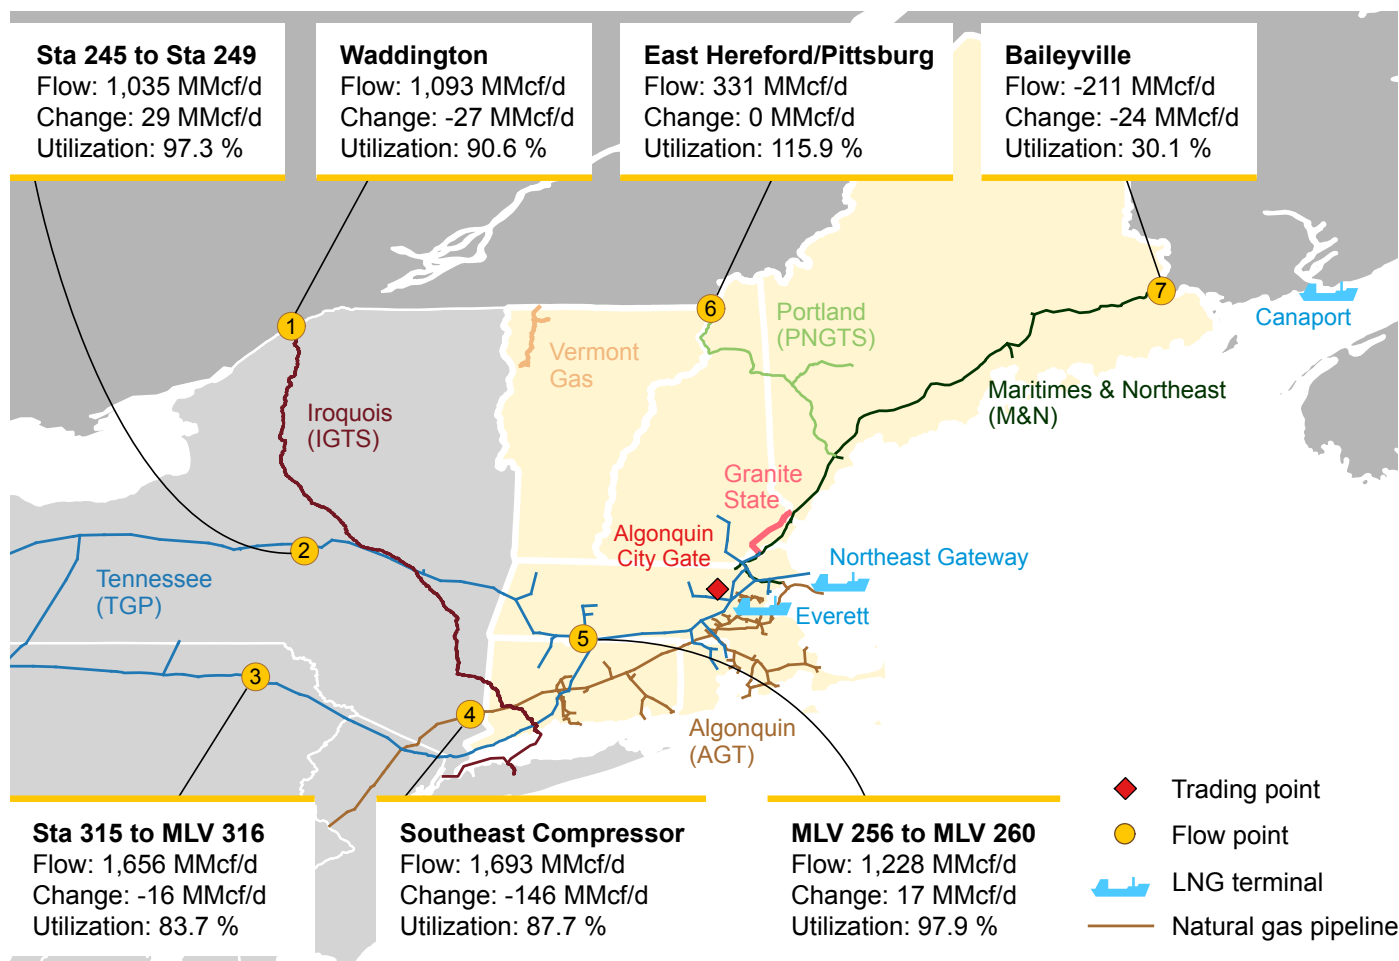 Sta 245 to Sta 249
Flow: 1,035 MMcf/d
Change: 29 MMcf/d
Utilization: 97.3 %
Waddington
Flow: 1,093 MMcf/d
Change: -27 MMcf/d
Utilization: 90.6 %
East Hereford/Pittsburg
Flow: 331 MMcf/d
Change: 0 MMcf/d
Utilization: 115.9 %
Baileyville
Flow: -211 MMcf/d
Change: -24 MMcf/d
Utilization: 30.1 %
1
6
7
Portland
(PNGTS)
Canaport
Vermont
Gas
Iroquois
(IGTS)
Maritimes & Northeast
(M&N)
Granite
State
Algonquin
City Gate
2
Northeast Gateway
Tennessee
(TGP)
Everett
5
3
4
Algonquin
(AGT)
Sta 315 to MLV 316
Flow: 1,656 MMcf/d
Change: -16 MMcf/d
Utilization: 83.7 %
Southeast Compressor
Flow: 1,693 MMcf/d
Change: -146 MMcf/d
Utilization: 87.7 %
MLV 256 to MLV 260
Flow: 1,228 MMcf/d
Change: 17 MMcf/d
Utilization: 97.9 %
Trading point
Flow point
LNG terminal
Natural gas pipeline